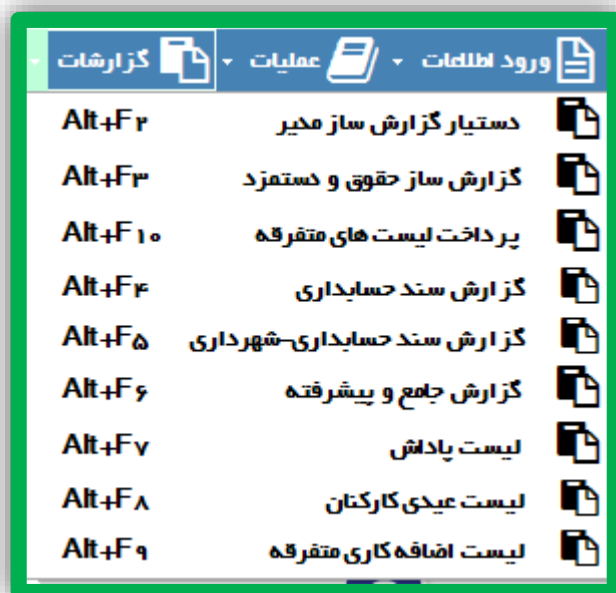 ورود اطلاعات عملیات گزارشات
دستیار گزارش ساز مدیر Alt+F۲
گزارش ساز حقوق و دستمزد Alt+F۳
پرداخت لیست های متفرقه Alt+F۱۰
گزارش سند حسابداری Alt+F۴
گزارش سند حسابداری-شهرداری Alt+F۵
گزارش جامع و پیشرفته Alt+F۶
لیست پاداش Alt+F۷
لیست عیدی کارکنان Alt+F۸
لیست اضافه کاری متفرقه Alt+F۹